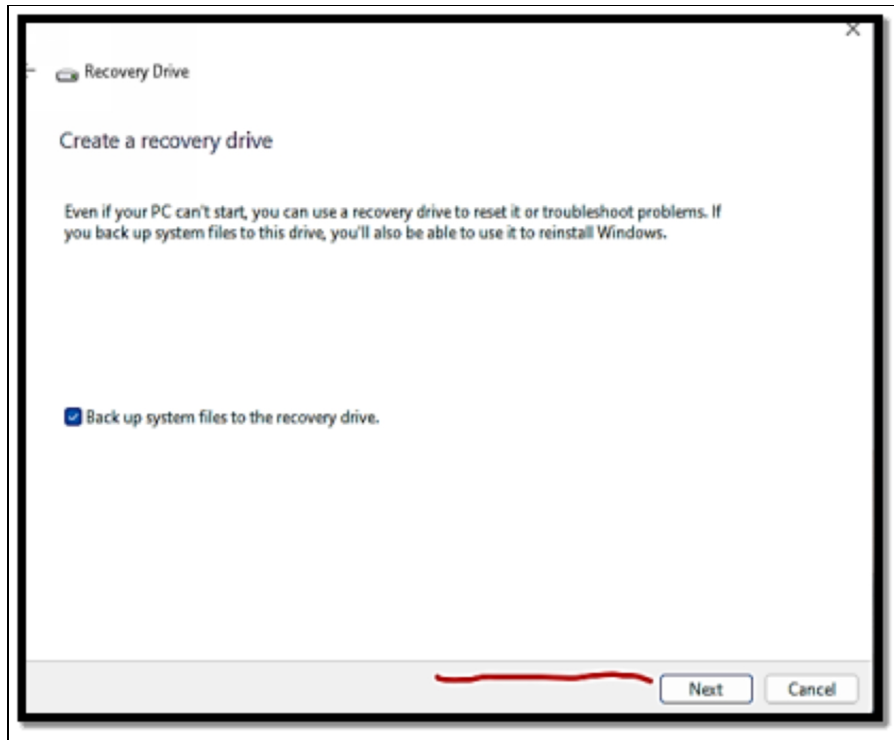 Recovery Drive
Create a recovery drive
Even if your PC can't start, you can use a recovery drive to reset it or troubleshoot problems. If
you back up system files to this drive, you'll also be able to use it to reinstall Windows.
Back up system files to the recovery drive.
Next Cancel